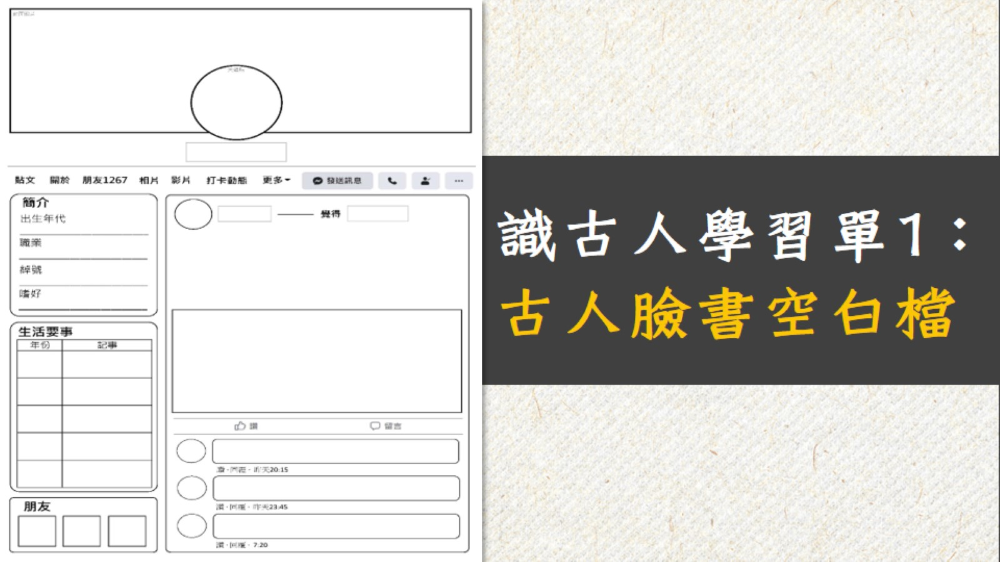 大頭貼
貼文 關於 朋友1267 相片 影片 打卡動態 更多 發送訊息 ...
簡介
出生年代
職業
綽號
嗜好
生活要事
年份 記事
朋友
覺得
讚 留言
讚·回覆·昨天20:15
讚·回覆·昨天23:45
讚·回覆·7:20
識古人學習單1：
古人臉書空白檔